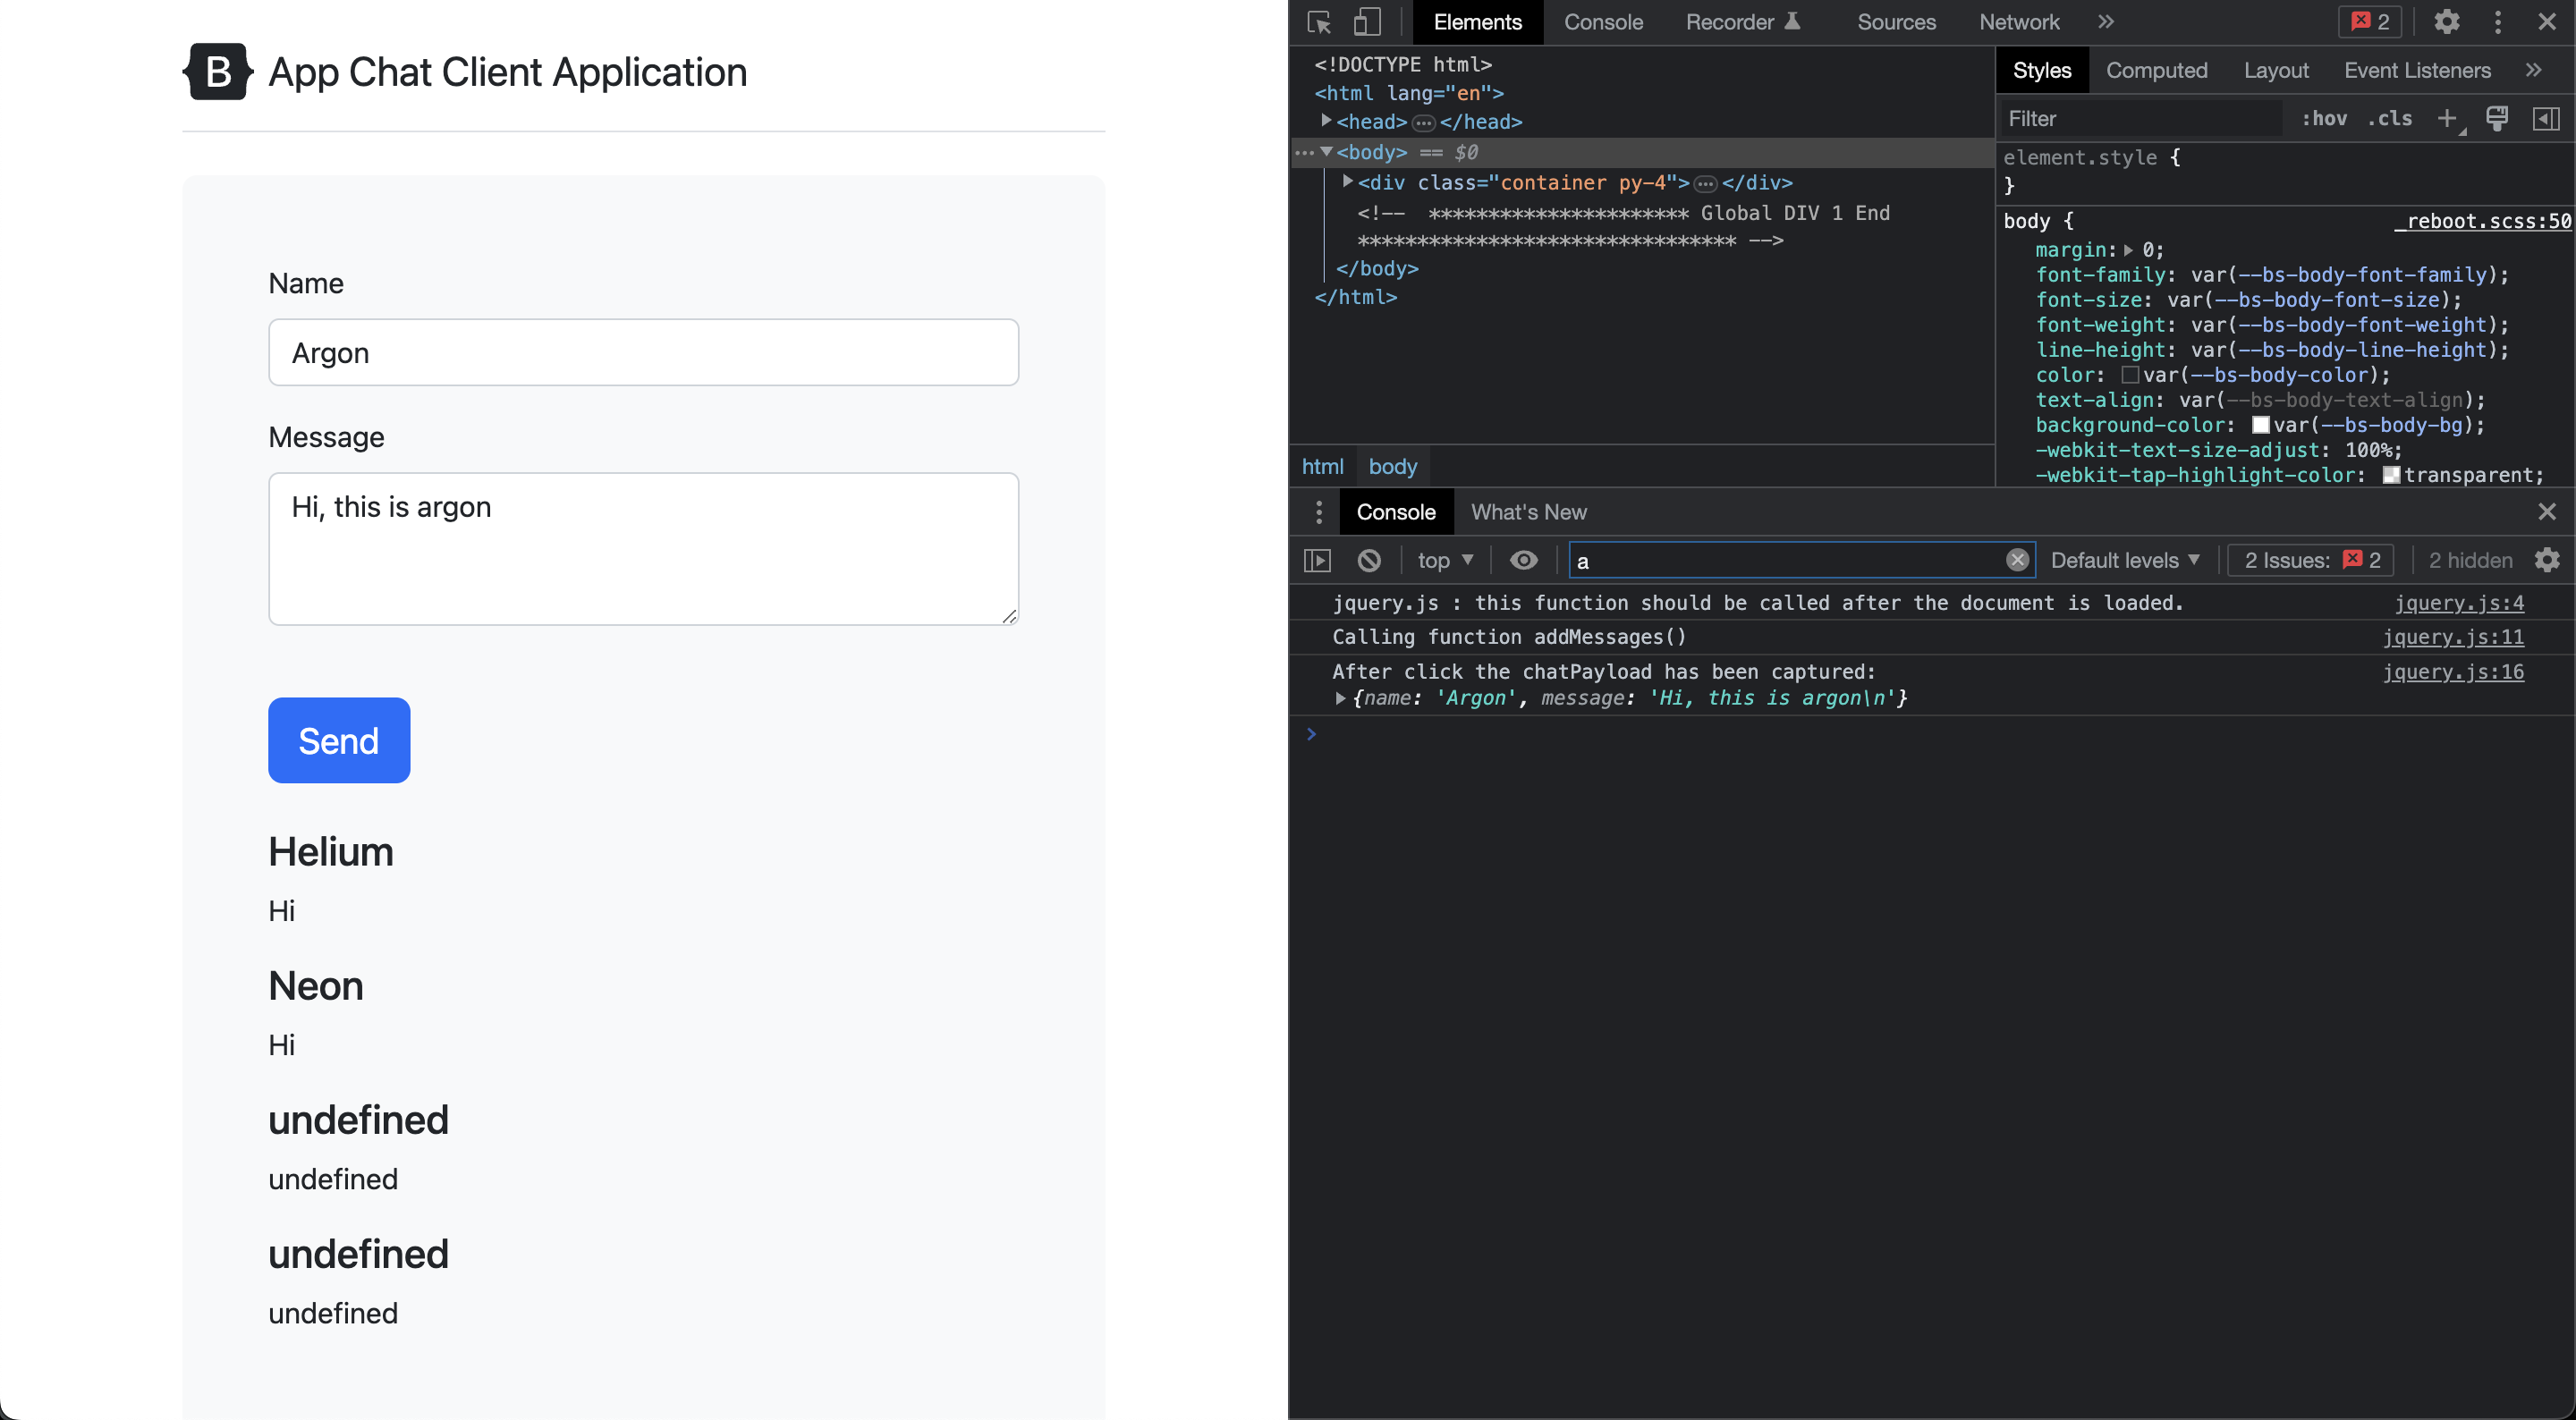 B App Chat Client Application
Name
Argon
Message
Hi, this is argon
Send
Helium
Hi
Neon
Hi
undefined
undefined
undefined
undefined
Elements Console Recorder Sources Network » 2
<!DOCTYPE html>
<html lang="en">
<head>…</head>
… <body> == $0
<div class="container py-4">…</div>
<!-- ********************** Global DIV 1 End
******************************** -->
</body>
</html>
html body
Styles Computed Layout Event Listeners »
Filter :hov .cls +
element.style {
}
body { _reboot.scss:50
margin: 0;
font-family: var(--bs-body-font-family);
font-size: var(--bs-body-font-size);
font-weight: var(--bs-body-font-weight);
line-height: var(--bs-body-line-height);
color: var(--bs-body-color);
text-align: var(--bs-body-text-align);
background-color: var(--bs-body-bg);
-webkit-text-size-adjust: 100%;
-webkit-tap-highlight-color: transparent;
Console What's New
top a Default levels 2 Issues: 2 2 hidden
jquery.js : this function should be called after the document is loaded. jquery.js:4
Calling function addMessages() jquery.js:11
After click the chatPayload has been captured: jquery.js:16
{name: 'Argon', message: 'Hi, this is argon\n'}
>